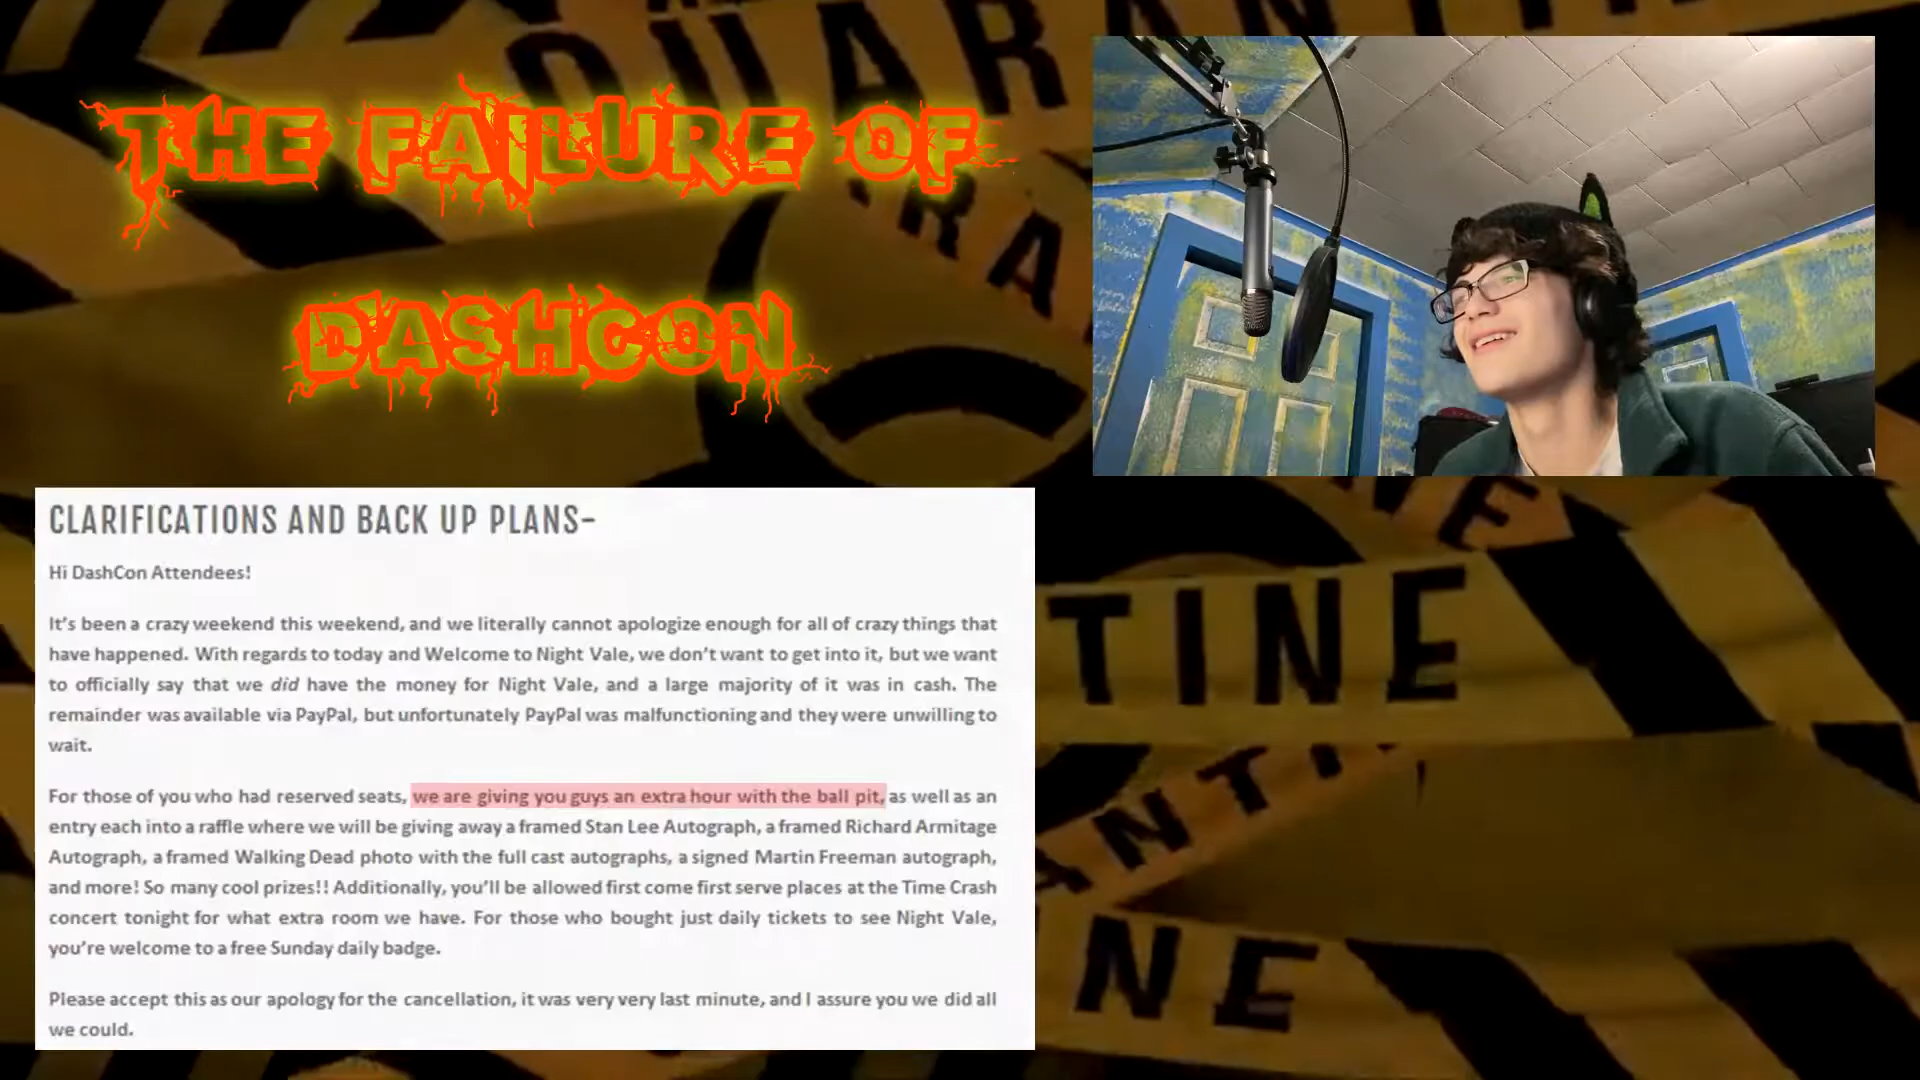 THE FAILURE OF
DASHCON
CLARIFICATIONS AND BACK UP PLANS-
Hi DashCon Attendees!
It's been a crazy weekend this weekend, and we literally cannot apologize enough for all of crazy things that
have happened. With regards to today and Welcome to Night Vale, we don't want to get into it, but we want
to officially say that we did have the money for Night Vale, and a large majority of it was in cash. The
remainder was available via PayPal, but unfortunately PayPal was malfunctioning and they were unwilling to
wait.
For those of you who had reserved seats, we are giving you guys an extra hour with the ball pit, as well as an
entry each into a raffle where we will be giving away a framed Stan Lee Autograph, a framed Richard Armitage
Autograph, a framed Walking Dead photo with the full cast autographs, a signed Martin Freeman autograph,
and more! So many cool prizes!! Additionally, you'll be allowed first come first serve places at the Time Crash
concert tonight for what extra room we have. For those who bought just daily tickets to see Night Vale,
you're welcome to a free Sunday daily badge.
Please accept this as our apology for the cancellation, it was very very last minute, and I assure you we did all
we could.
QUARANTINE
TINE
ANTI
NE